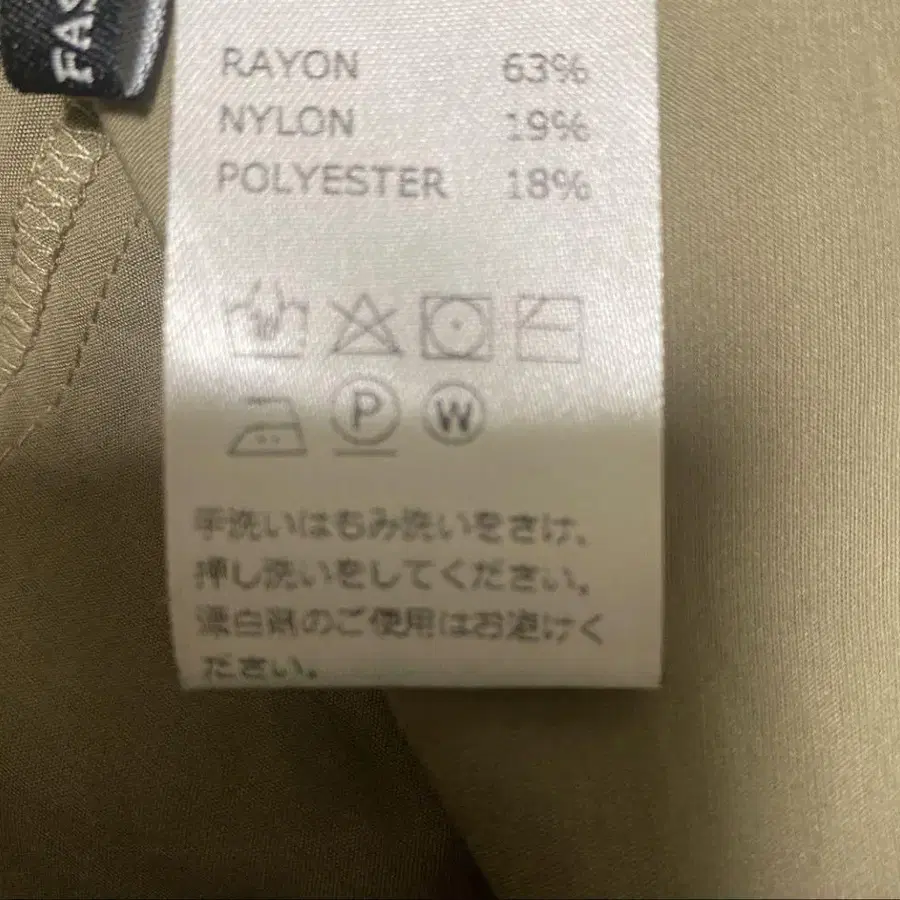 FAS
RAYON 63%
NYLON 19%
POLYESTER 18%
P W
手洗いはもみ洗いをさけ、
押し洗いをしてください。
漂白剤のご使用はお避けく
ださい。